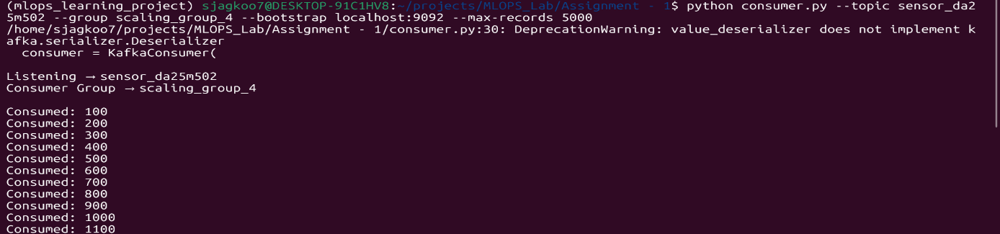 (mlops_learning_project) sjagkoo7@DESKTOP-91C1HV8:~/projects/MLOPS_Lab/Assignment - 1$ python consumer.py --topic sensor_da2
5m502 --group scaling_group_4 --bootstrap localhost:9092 --max-records 5000
/home/sjagkoo7/projects/MLOPS_Lab/Assignment - 1/consumer.py:30: DeprecationWarning: value_deserializer does not implement k
afka.serializer.Deserializer
  consumer = KafkaConsumer(

Listening → sensor_da25m502
Consumer Group → scaling_group_4

Consumed: 100
Consumed: 200
Consumed: 300
Consumed: 400
Consumed: 500
Consumed: 600
Consumed: 700
Consumed: 800
Consumed: 900
Consumed: 1000
Consumed: 1100